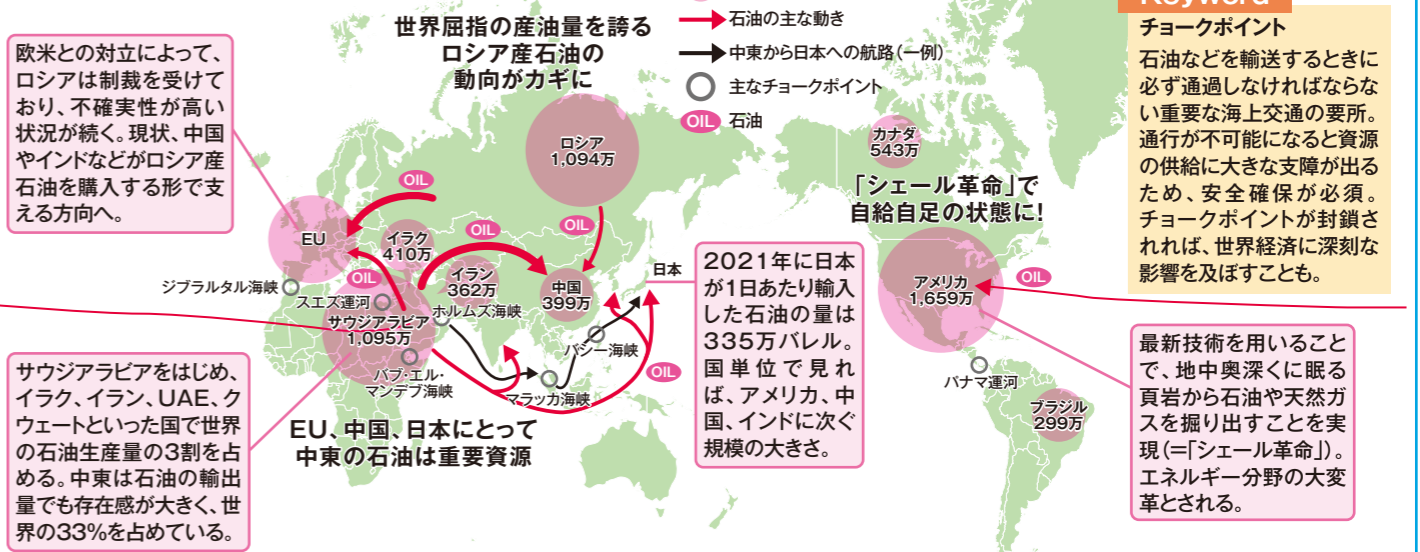 Keyword
チョークポイント
石油などを輸送するときに
必ず通過しなければならな
い重要な海上交通の要所。
通行が不可能になると資源
の供給に大きな支障が出る
ため、安全確保が必須。
チョークポイントが封鎖さ
れれば、世界経済に深刻な
影響を及ぼすことも。
石油の主な動き
中東から日本への航路(一例)
主なチョークポイント
OIL 石油
世界屈指の産油量を誇る
ロシア産石油の
動向がカギに
欧米との対立によって、
ロシアは制裁を受けて
おり、不確実性が高い
状況が続く。現状、中国
やインドなどがロシア産
石油を購入する形で支
える方向へ。
ロシア
1,094万
カナダ
543万
「シェール革命」で
自給自足の状態に!
OIL
OIL
OIL
EU
イラク
410万
イラン
362万
中国
399万
日本
OIL
ジブラルタル海峡
スエズ運河
サウジアラビア
1,095万
ホルムズ海峡
バブ・エル・
マンデブ海峡
マラッカ海峡
バシー海峡
OIL
アメリカ
1,659万
OIL
パナマ運河
ブラジル
299万
2021年に日本
が1日あたり輸入
した石油の量は
335万バレル。
国単位で見れ
ば、アメリカ、中
国、インドに次ぐ
規模の大きさ。
サウジアラビアをはじめ、
イラク、イラン、UAE、ク
ウェートといった国で世界
の石油生産量の3割を占
める。中東は石油の輸出
量でも存在感が大きく、世
界の33%を占めている。
EU、中国、日本にとって
中東の石油は重要資源
最新技術を用いること
で、地中奥深くに眠る
頁岩から石油や天然ガ
スを掘り出すことを実
現(=「シェール革命」)。
エネルギー分野の大変
革とされる。